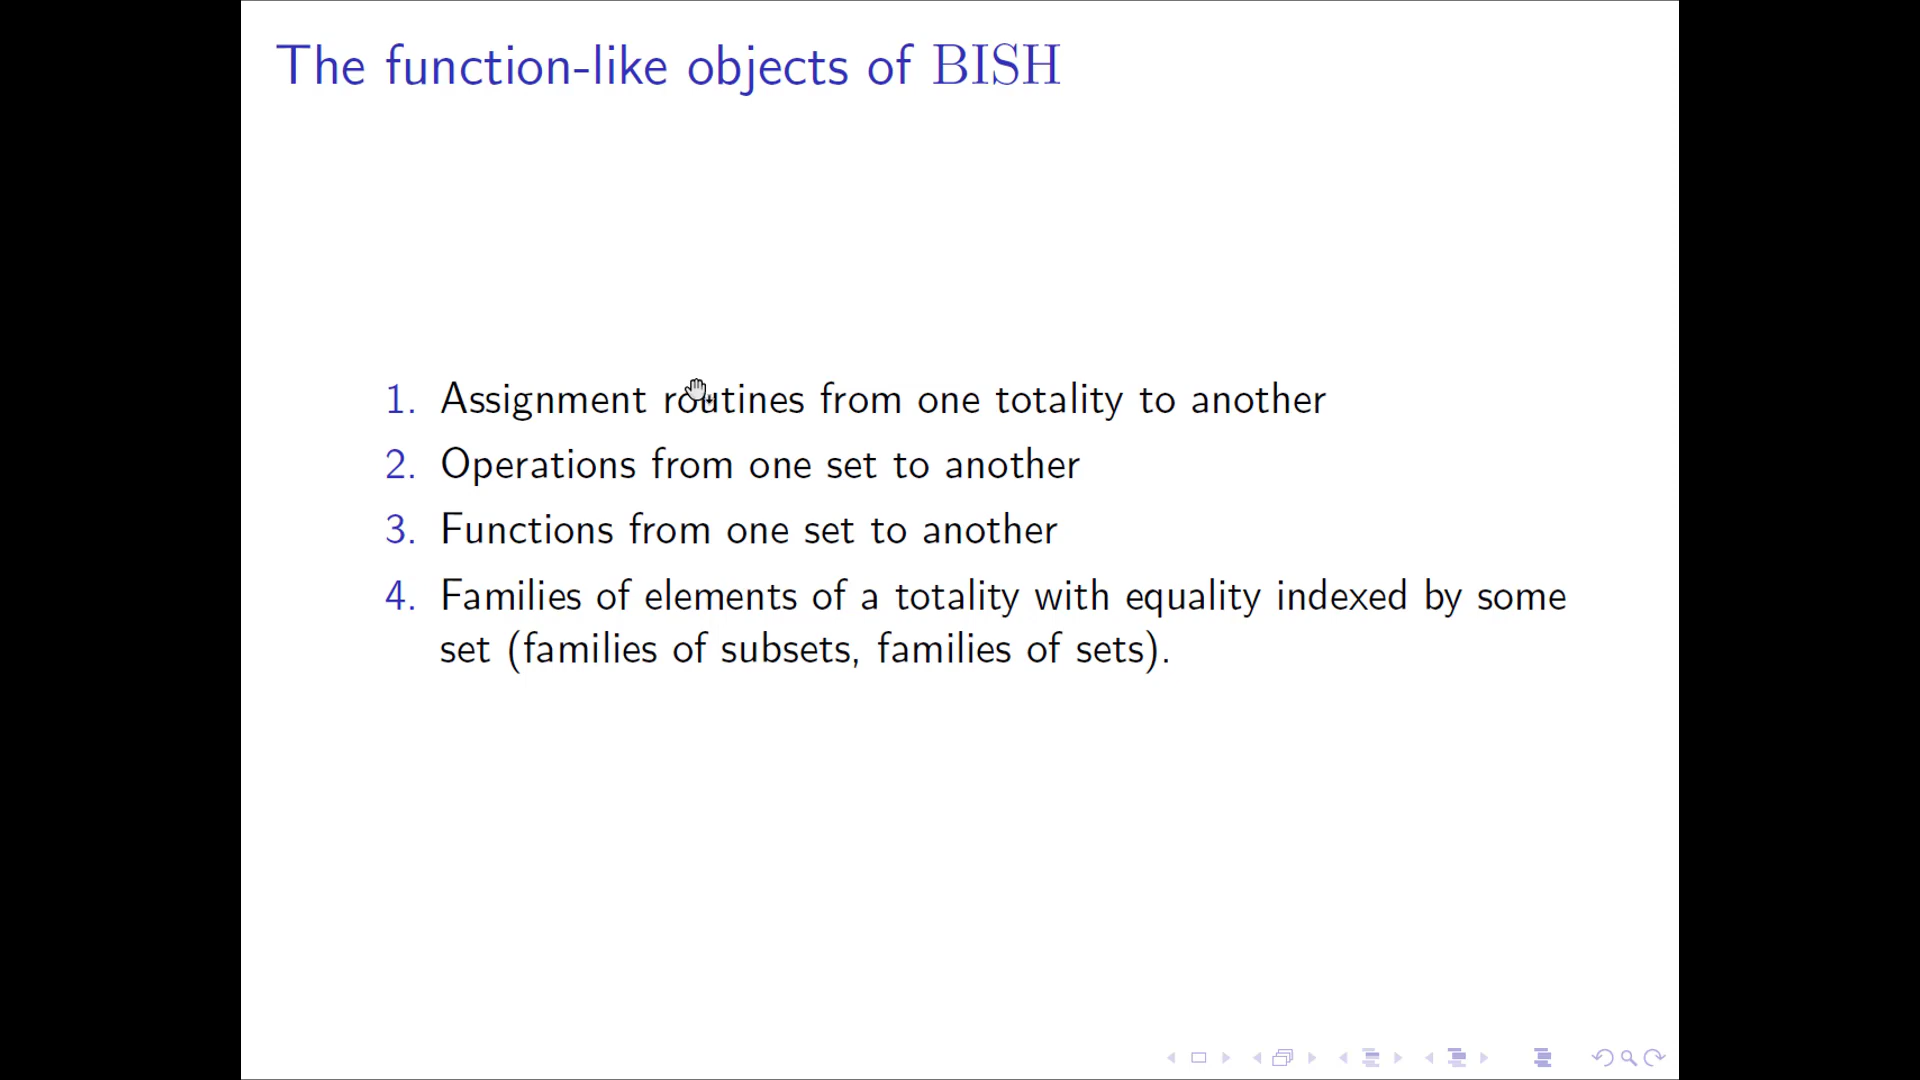 The function-like objects of BISH
1. Assignment routines from one totality to another
2. Operations from one set to another
3. Functions from one set to another
4. Families of elements of a totality with equality indexed by some
set (families of subsets, families of sets).